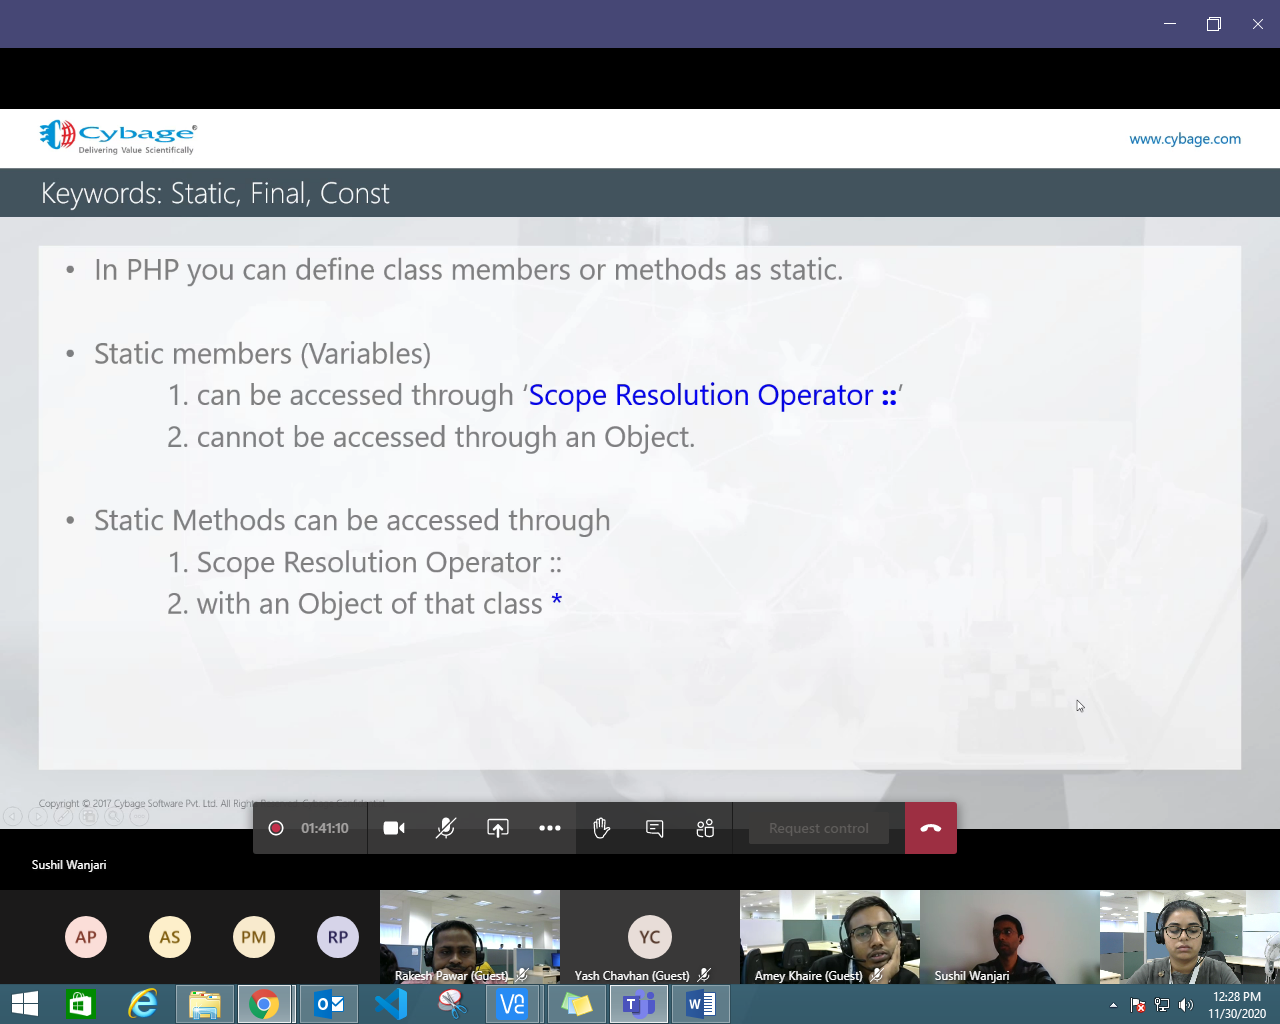 Cybage®
Delivering Value Scientifically
www.cybage.com
Keywords: Static, Final, Const
• In PHP you can define class members or methods as static.
• Static members (Variables)
1. can be accessed through ‘Scope Resolution Operator ::’
2. cannot be accessed through an Object.
• Static Methods can be accessed through
1. Scope Resolution Operator ::
2. with an Object of that class *
Copyright © 2017 Cybage Software Pvt. Ltd. All Rights
01:41:10
Request control
Sushil Wanjari
AP AS PM RP YC
Rakesh Pawar (Guest) Yash Chavhan (Guest) Amey Khaire (Guest) Sushil Wanjari
12:28 PM
11/30/2020